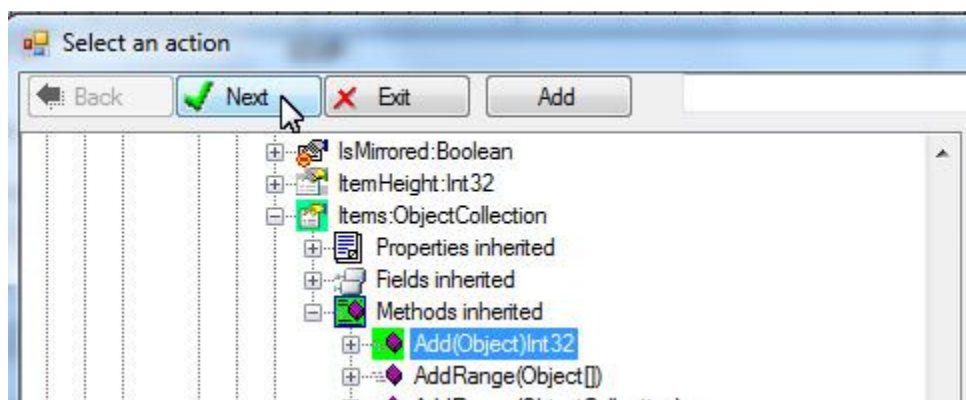 Select an action
Back Next Exit Add
IsMirrored:Boolean
ItemHeight:Int32
Items:ObjectCollection
Properties inherited
Fields inherited
Methods inherited
Add(Object)Int32
AddRange(Object[])